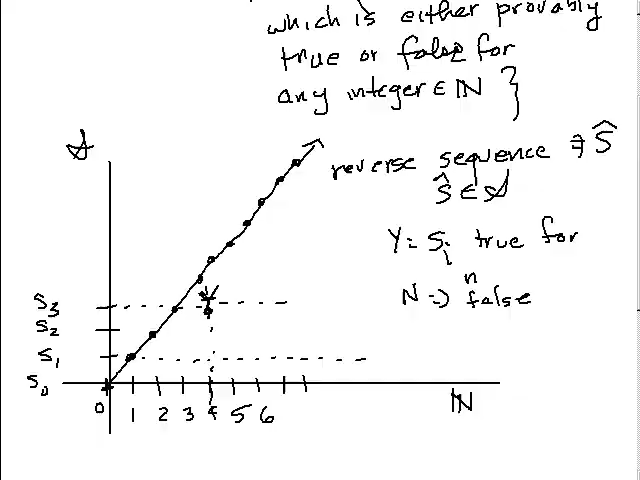 which is either provably
true or false for
any integer ∈ ℕ }
reverse sequence ∃ Ŝ
Ŝ ∈ 𝒮
Y = Sᵢ true for
n
N => false
𝒮
S₃
S₂
S₁
S₀
0 1 2 3 4 5 6
ℕ